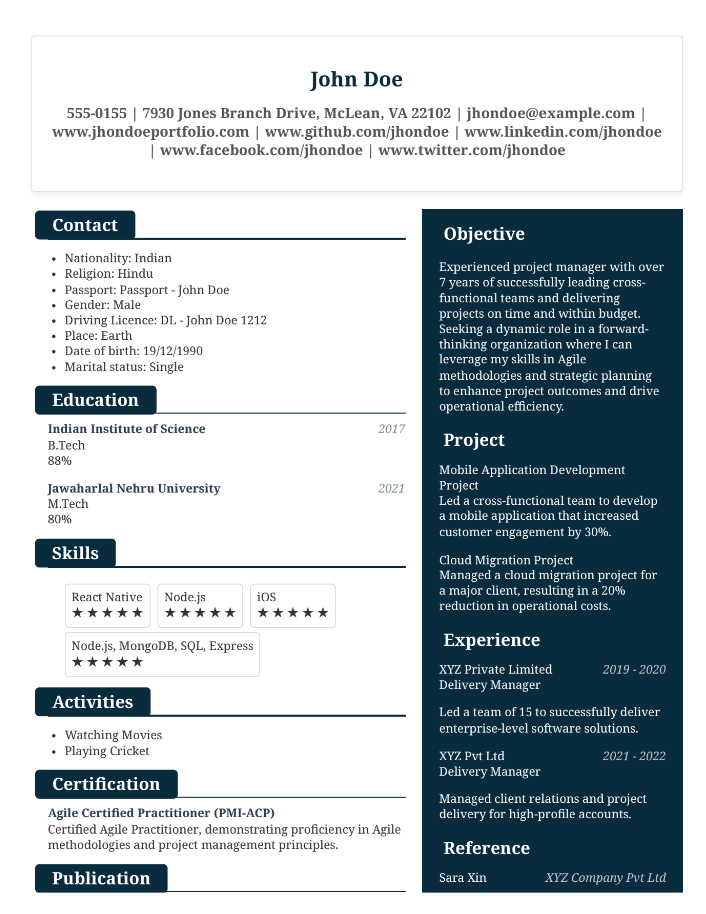 John Doe
555-0155 | 7930 Jones Branch Drive, McLean, VA 22102 | jhondoe@example.com |
www.jhondoeportfolio.com | www.github.com/jhondoe | www.linkedin.com/jhondoe
| www.facebook.com/jhondoe | www.twitter.com/jhondoe
Contact
• Nationality: Indian
• Religion: Hindu
• Passport: Passport - John Doe
• Gender: Male
• Driving Licence: DL - John Doe 1212
• Place: Earth
• Date of birth: 19/12/1990
• Marital status: Single
Education
Indian Institute of Science 2017
B.Tech
88%
Jawaharlal Nehru University 2021
M.Tech
80%
Skills
React Native Node.js iOS
★★★★★ ★★★★★ ★★★★★
Node.js, MongoDB, SQL, Express
★★★★★
Activities
• Watching Movies
• Playing Cricket
Certification
Agile Certified Practitioner (PMI-ACP)
Certified Agile Practitioner, demonstrating proficiency in Agile
methodologies and project management principles.
Publication
Objective
Experienced project manager with over
7 years of successfully leading cross-
functional teams and delivering
projects on time and within budget.
Seeking a dynamic role in a forward-
thinking organization where I can
leverage my skills in Agile
methodologies and strategic planning
to enhance project outcomes and drive
operational efficiency.
Project
Mobile Application Development
Project
Led a cross-functional team to develop
a mobile application that increased
customer engagement by 30%.
Cloud Migration Project
Managed a cloud migration project for
a major client, resulting in a 20%
reduction in operational costs.
Experience
XYZ Private Limited 2019 - 2020
Delivery Manager
Led a team of 15 to successfully deliver
enterprise-level software solutions.
XYZ Pvt Ltd 2021 - 2022
Delivery Manager
Managed client relations and project
delivery for high-profile accounts.
Reference
Sara Xin XYZ Company Pvt Ltd